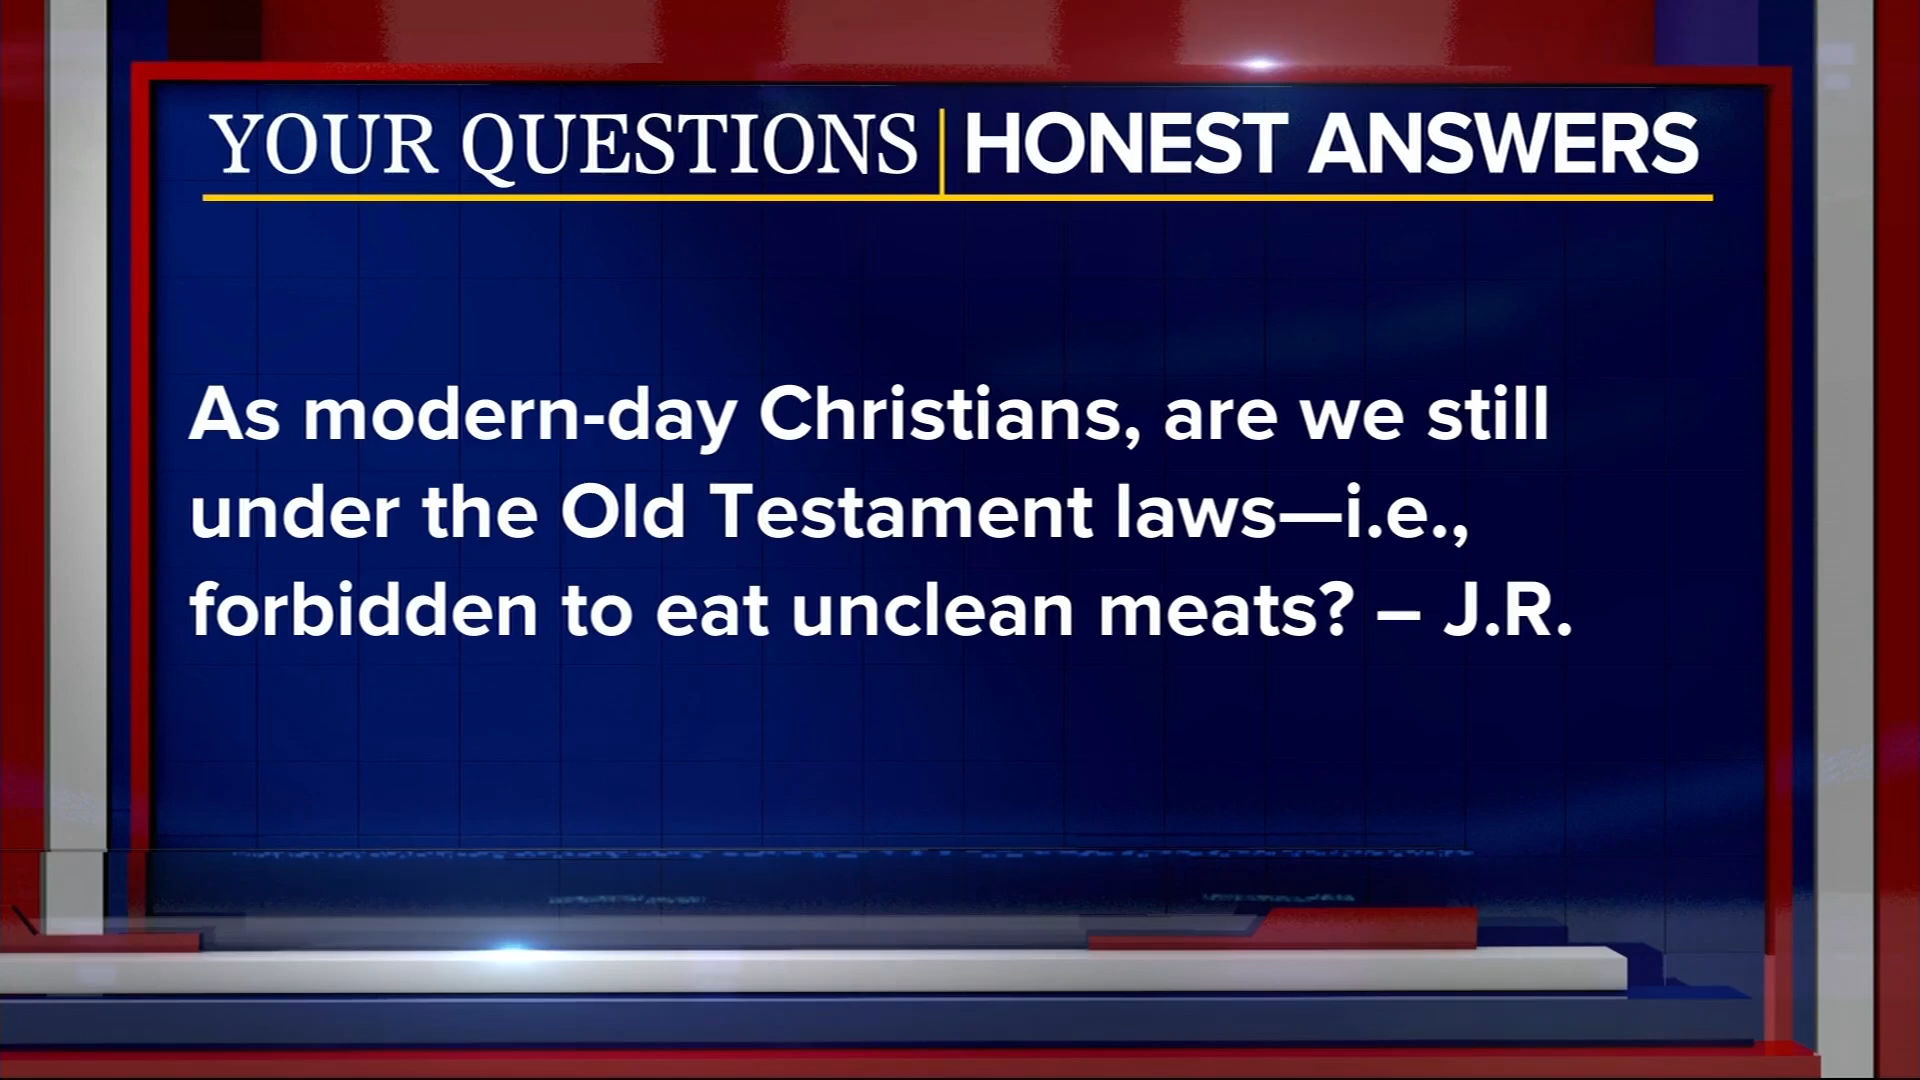 YOUR QUESTIONS | HONEST ANSWERS
As modern-day Christians, are we still
under the Old Testament laws—i.e.,
forbidden to eat unclean meats? – J.R.